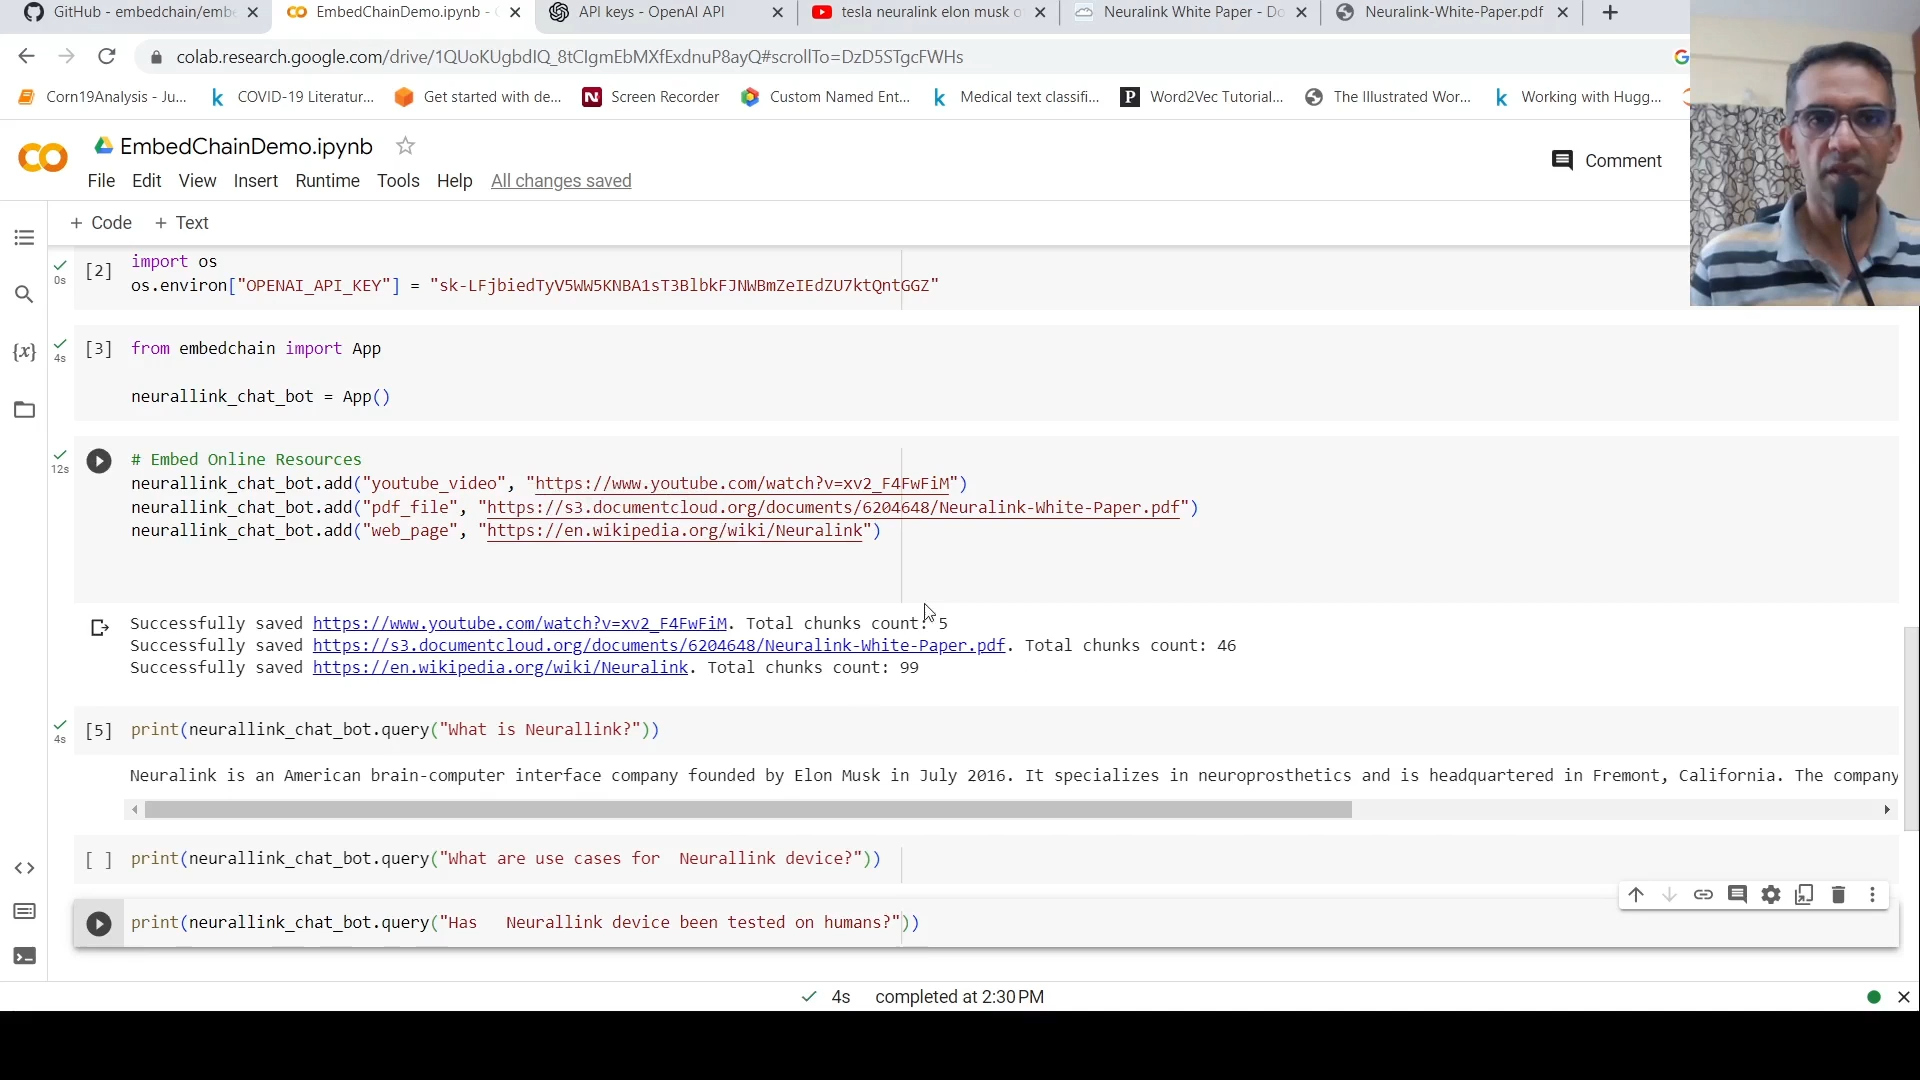 GitHub - embedchain/embe
EmbedChainDemo.ipynb - C
API keys - OpenAI API
tesla neuralink elon musk o
Neuralink White Paper - Do
Neuralink-White-Paper.pdf
colab.research.google.com/drive/1QUoKUgbdIQ_8tCIgmEbMXfExdnuP8ayQ#scrollTo=DzD5STgcFWHs
Corn19Analysis - Ju...
COVID-19 Literatur...
Get started with de...
Screen Recorder
Custom Named Ent...
Medical text classifi...
Word2Vec Tutorial...
The Illustrated Wor...
Working with Hugg...
EmbedChainDemo.ipynb
File Edit View Insert Runtime Tools Help All changes saved
Comment
+ Code + Text
[2] import os
0s
os.environ["OPENAI_API_KEY"] = "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"
[3] from embedchain import App
4s
neurallink_chat_bot = App()
# Embed Online Resources
12s
neurallink_chat_bot.add("youtube_video", "https://www.youtube.com/watch?v=xv2_F4FwFiM")
neurallink_chat_bot.add("pdf_file", "https://s3.documentcloud.org/documents/6204648/Neuralink-White-Paper.pdf")
neurallink_chat_bot.add("web_page", "https://en.wikipedia.org/wiki/Neuralink")
Successfully saved https://www.youtube.com/watch?v=xv2_F4FwFiM. Total chunks count: 5
Successfully saved https://s3.documentcloud.org/documents/6204648/Neuralink-White-Paper.pdf. Total chunks count: 46
Successfully saved https://en.wikipedia.org/wiki/Neuralink. Total chunks count: 99
[5] print(neurallink_chat_bot.query("What is Neurallink?"))
4s
Neuralink is an American brain-computer interface company founded by Elon Musk in July 2016. It specializes in neuroprosthetics and is headquartered in Fremont, California. The company
[ ] print(neurallink_chat_bot.query("What are use cases for  Neurallink device?"))
print(neurallink_chat_bot.query("Has   Neurallink device been tested on humans?"))
4s completed at 2:30 PM